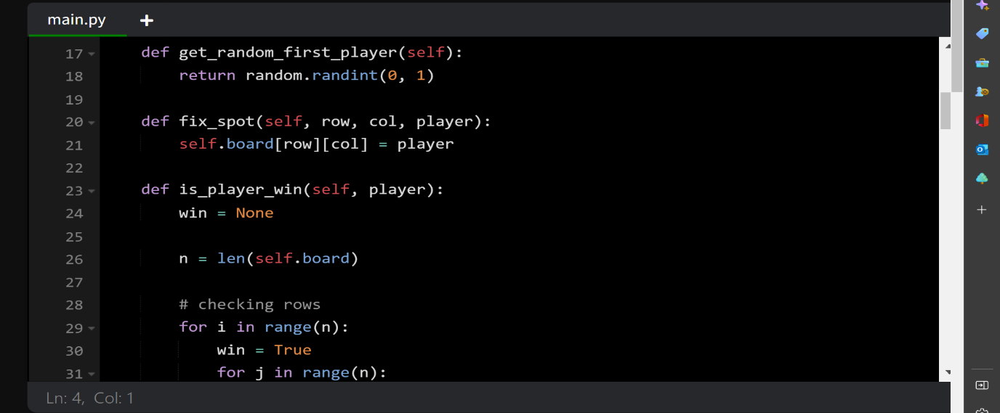 main.py +
17 def get_random_first_player(self):
18 return random.randint(0, 1)
19
20 def fix_spot(self, row, col, player):
21 self.board[row][col] = player
22
23 def is_player_win(self, player):
24 win = None
25
26 n = len(self.board)
27
28 # checking rows
29 for i in range(n):
30 win = True
31 for j in range(n):
Ln: 4, Col: 1